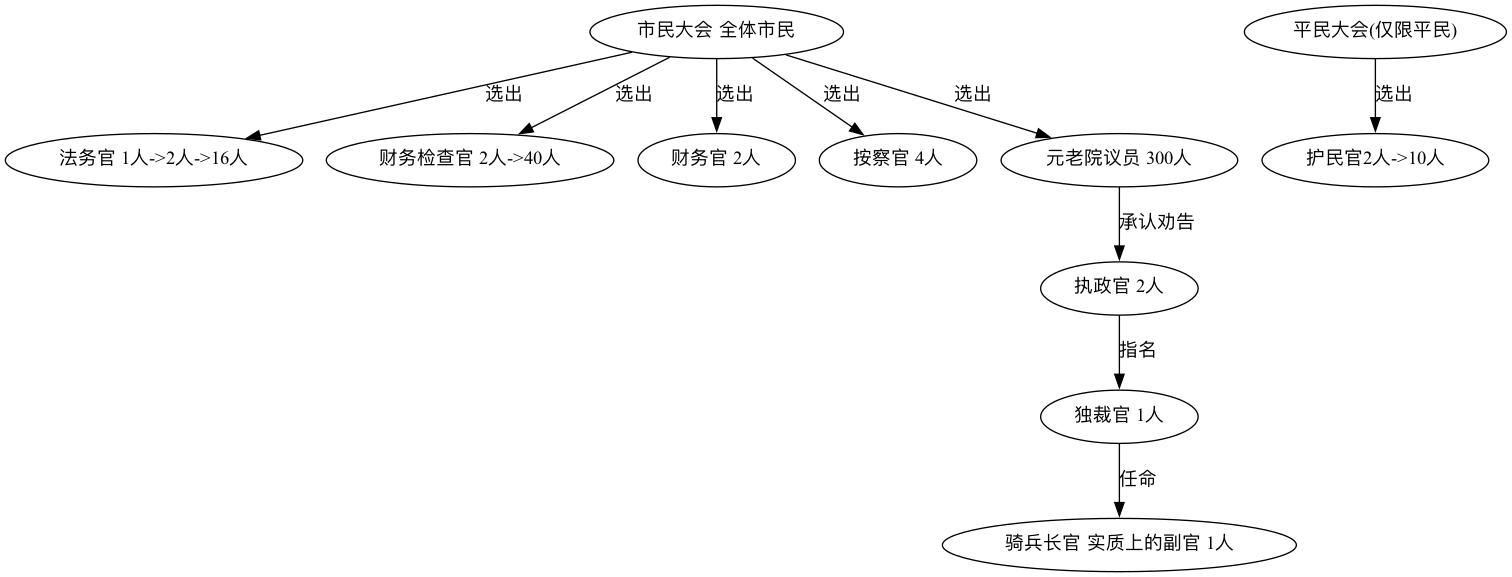 市民大会 全体市民
平民大会(仅限平民)
选出
选出
选出
选出
选出
选出
法务官 1人->2人->16人
财务检查官 2人->40人
财务官 2人
按察官 4人
元老院议员 300人
护民官2人->10人
承认劝告
执政官 2人
指名
独裁官 1人
任命
骑兵长官 实质上的副官 1人